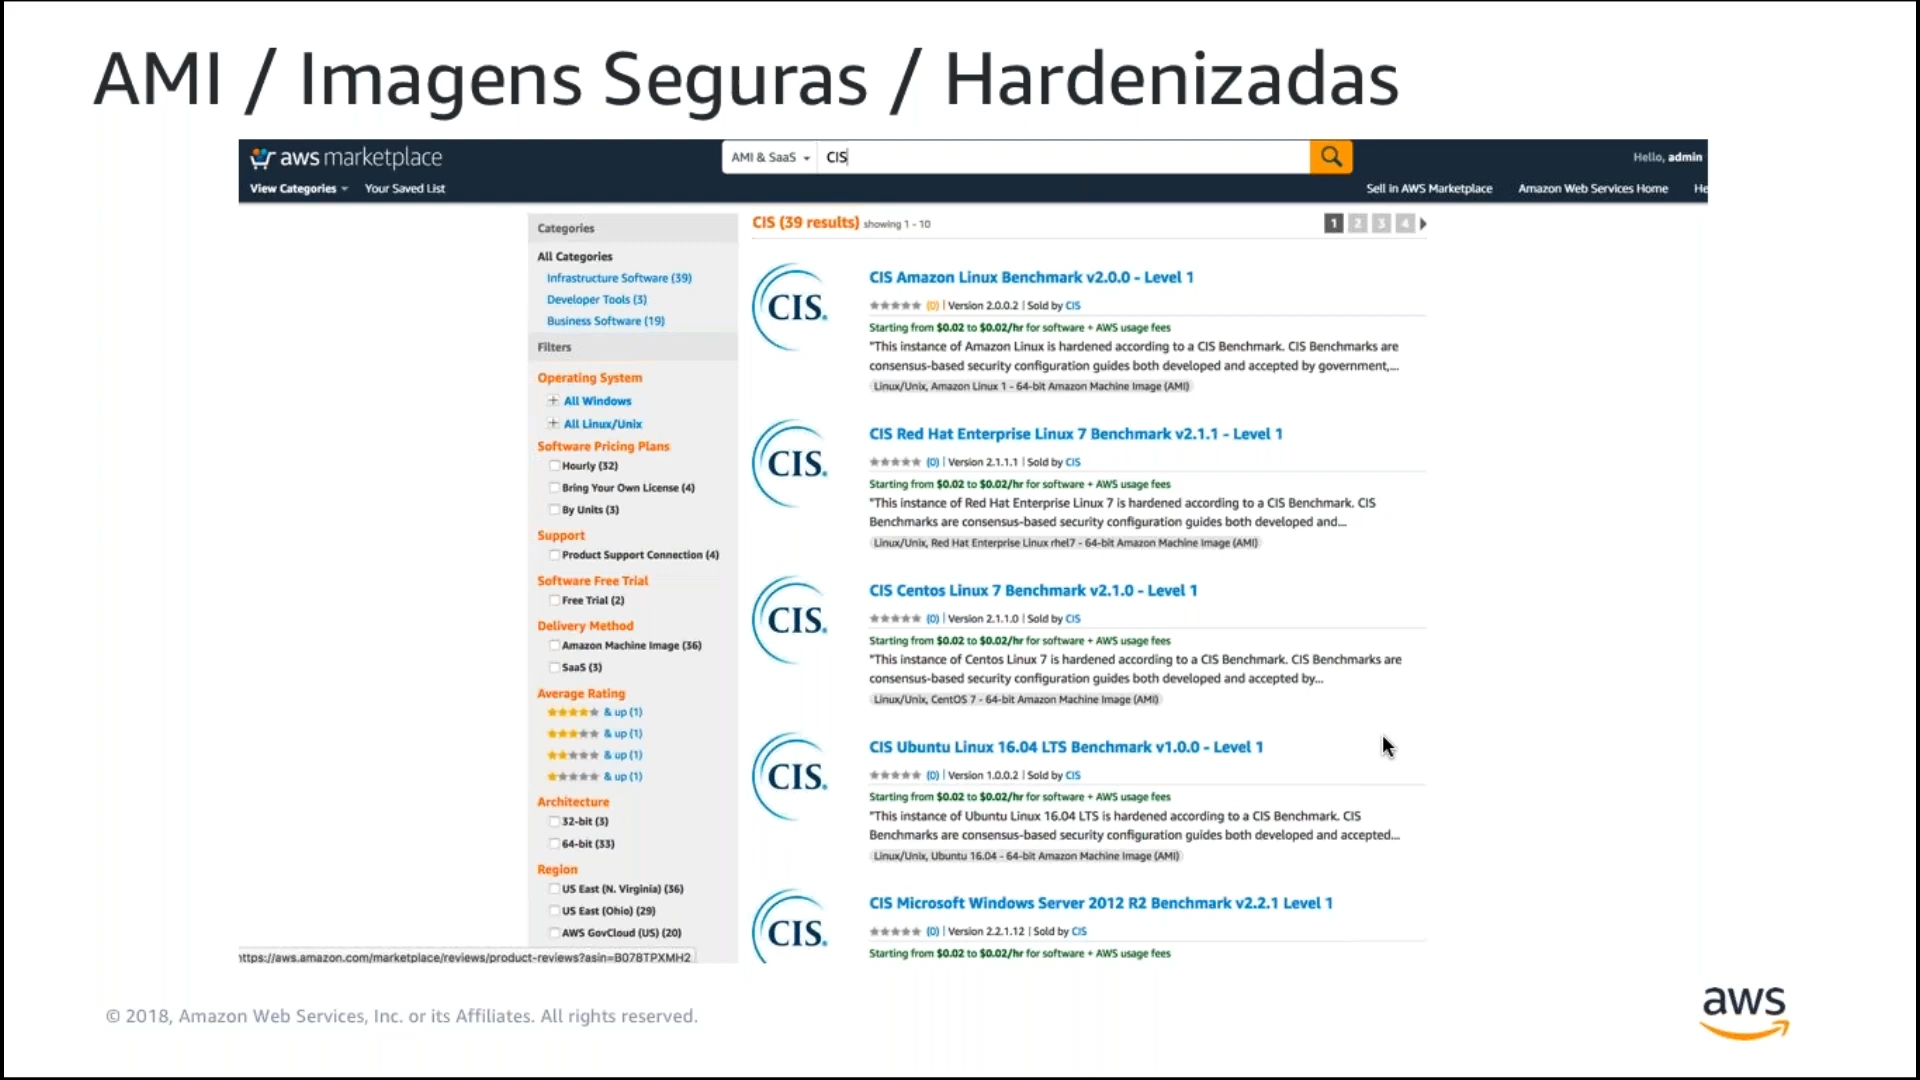 AMI / Imagens Seguras / Hardenizadas
aws marketplace
AMI & SaaS
CIS
Hello, admin
View Categories
Your Saved List
Sell in AWS Marketplace
Amazon Web Services Home
He
Categories
All Categories
Infrastructure Software (39)
Developer Tools (3)
Business Software (19)
Filters
Operating System
All Windows
All Linux/Unix
Software Pricing Plans
Hourly (32)
Bring Your Own License (4)
By Units (3)
Support
Product Support Connection (4)
Software Free Trial
Free Trial (2)
Delivery Method
Amazon Machine Image (36)
SaaS (3)
Average Rating
& up (1)
& up (1)
& up (1)
& up (1)
Architecture
32-bit (3)
64-bit (33)
Region
US East (N. Virginia) (36)
US East (Ohio) (29)
AWS GovCloud (US) (20)
https://aws.amazon.com/marketplace/reviews/product-reviews?asin=B078TPXMH2
CIS (39 results) showing 1 - 10
1 2 3 4
CIS.
CIS Amazon Linux Benchmark v2.0.0 - Level 1
(0) | Version 2.0.0.2 | Sold by CIS
Starting from $0.02 to $0.02/hr for software + AWS usage fees
"This instance of Amazon Linux is hardened according to a CIS Benchmark. CIS Benchmarks are
consensus-based security configuration guides both developed and accepted by government,...
Linux/Unix, Amazon Linux 1 - 64-bit Amazon Machine Image (AMI)
CIS.
CIS Red Hat Enterprise Linux 7 Benchmark v2.1.1 - Level 1
(0) | Version 2.1.1.1 | Sold by CIS
Starting from $0.02 to $0.02/hr for software + AWS usage fees
"This instance of Red Hat Enterprise Linux 7 is hardened according to a CIS Benchmark. CIS
Benchmarks are consensus-based security configuration guides both developed and...
Linux/Unix, Red Hat Enterprise Linux rhel7 - 64-bit Amazon Machine Image (AMI)
CIS.
CIS Centos Linux 7 Benchmark v2.1.0 - Level 1
(0) | Version 2.1.1.0 | Sold by CIS
Starting from $0.02 to $0.02/hr for software + AWS usage fees
"This instance of Centos Linux 7 is hardened according to a CIS Benchmark. CIS Benchmarks are
consensus-based security configuration guides both developed and accepted by...
Linux/Unix, CentOS 7 - 64-bit Amazon Machine Image (AMI)
CIS.
CIS Ubuntu Linux 16.04 LTS Benchmark v1.0.0 - Level 1
(0) | Version 1.0.0.2 | Sold by CIS
Starting from $0.02 to $0.02/hr for software + AWS usage fees
"This instance of Ubuntu Linux 16.04 LTS is hardened according to a CIS Benchmark. CIS
Benchmarks are consensus-based security configuration guides both developed and accepted...
Linux/Unix, Ubuntu 16.04 - 64-bit Amazon Machine Image (AMI)
CIS.
CIS Microsoft Windows Server 2012 R2 Benchmark v2.2.1 Level 1
(0) | Version 2.2.1.12 | Sold by CIS
Starting from $0.02 to $0.02/hr for software + AWS usage fees
© 2018, Amazon Web Services, Inc. or its Affiliates. All rights reserved.
aws